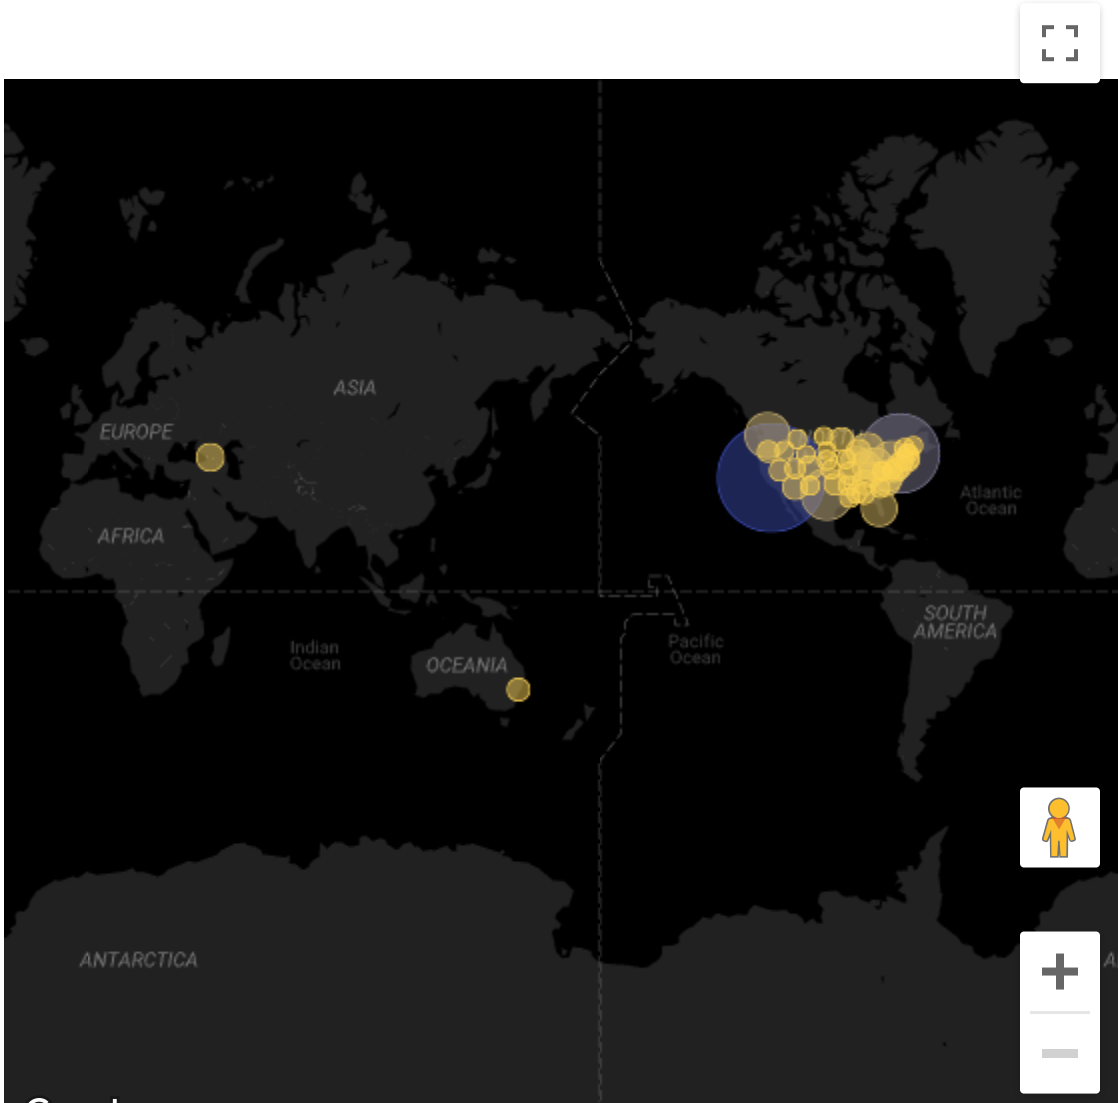 ASIA
EUROPE
Atlantic
Ocean
AFRICA
SOUTH
AMERICA
Indian
Ocean
OCEANIA
Pacific
Ocean
ANTARCTICA
A